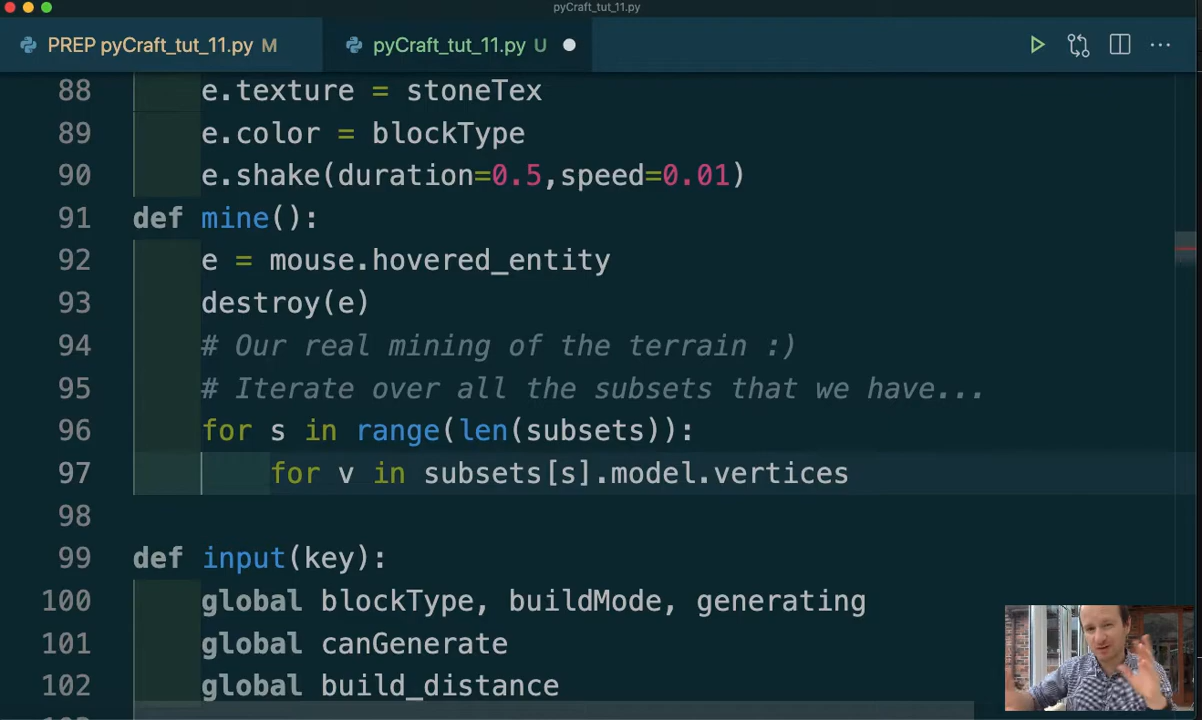 pyCraft_tut_11.py
PREP pyCraft_tut_11.py M
pyCraft_tut_11.py U
88 e.texture = stoneTex
89 e.color = blockType
90 e.shake(duration=0.5,speed=0.01)
91 def mine():
92 e = mouse.hovered_entity
93 destroy(e)
94 # Our real mining of the terrain :)
95 # Iterate over all the subsets that we have...
96 for s in range(len(subsets)):
97 for v in subsets[s].model.vertices
98
99 def input(key):
100 global blockType, buildMode, generating
101 global canGenerate
102 global build_distance